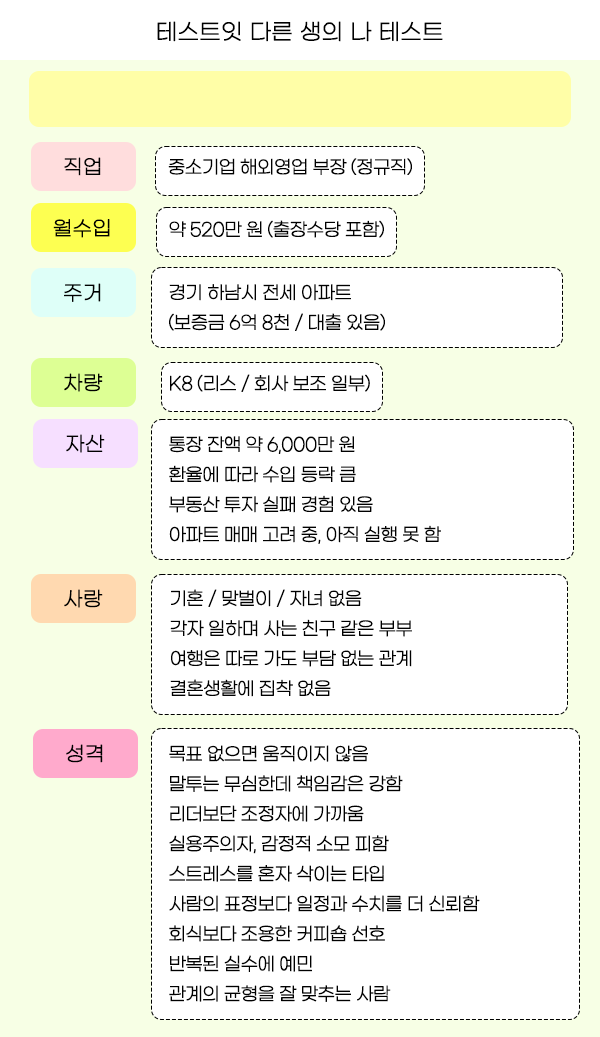 테스트잇 다른 생의 나 테스트
직업
중소기업 해외영업 부장 (정규직)
월수입
약 520만 원 (출장수당 포함)
주거
경기 하남시 전세 아파트
(보증금 6억 8천 / 대출 있음)
차량
K8 (리스 / 회사 보조 일부)
자산
통장 잔액 약 6,000만 원
환율에 따라 수입 등락 큼
부동산 투자 실패 경험 있음
아파트 매매 고려 중, 아직 실행 못 함
사랑
기혼 / 맞벌이 / 자녀 없음
각자 일하며 사는 친구 같은 부부
여행은 따로 가도 부담 없는 관계
결혼생활에 집착 없음
성격
목표 없으면 움직이지 않음
말투는 무심한데 책임감은 강함
리더보단 조정자에 가까움
실용주의자, 감정적 소모 피함
스트레스를 혼자 삭이는 타입
사람의 표정보다 일정과 수치를 더 신뢰함
회식보다 조용한 커피숍 선호
반복된 실수에 예민
관계의 균형을 잘 맞추는 사람